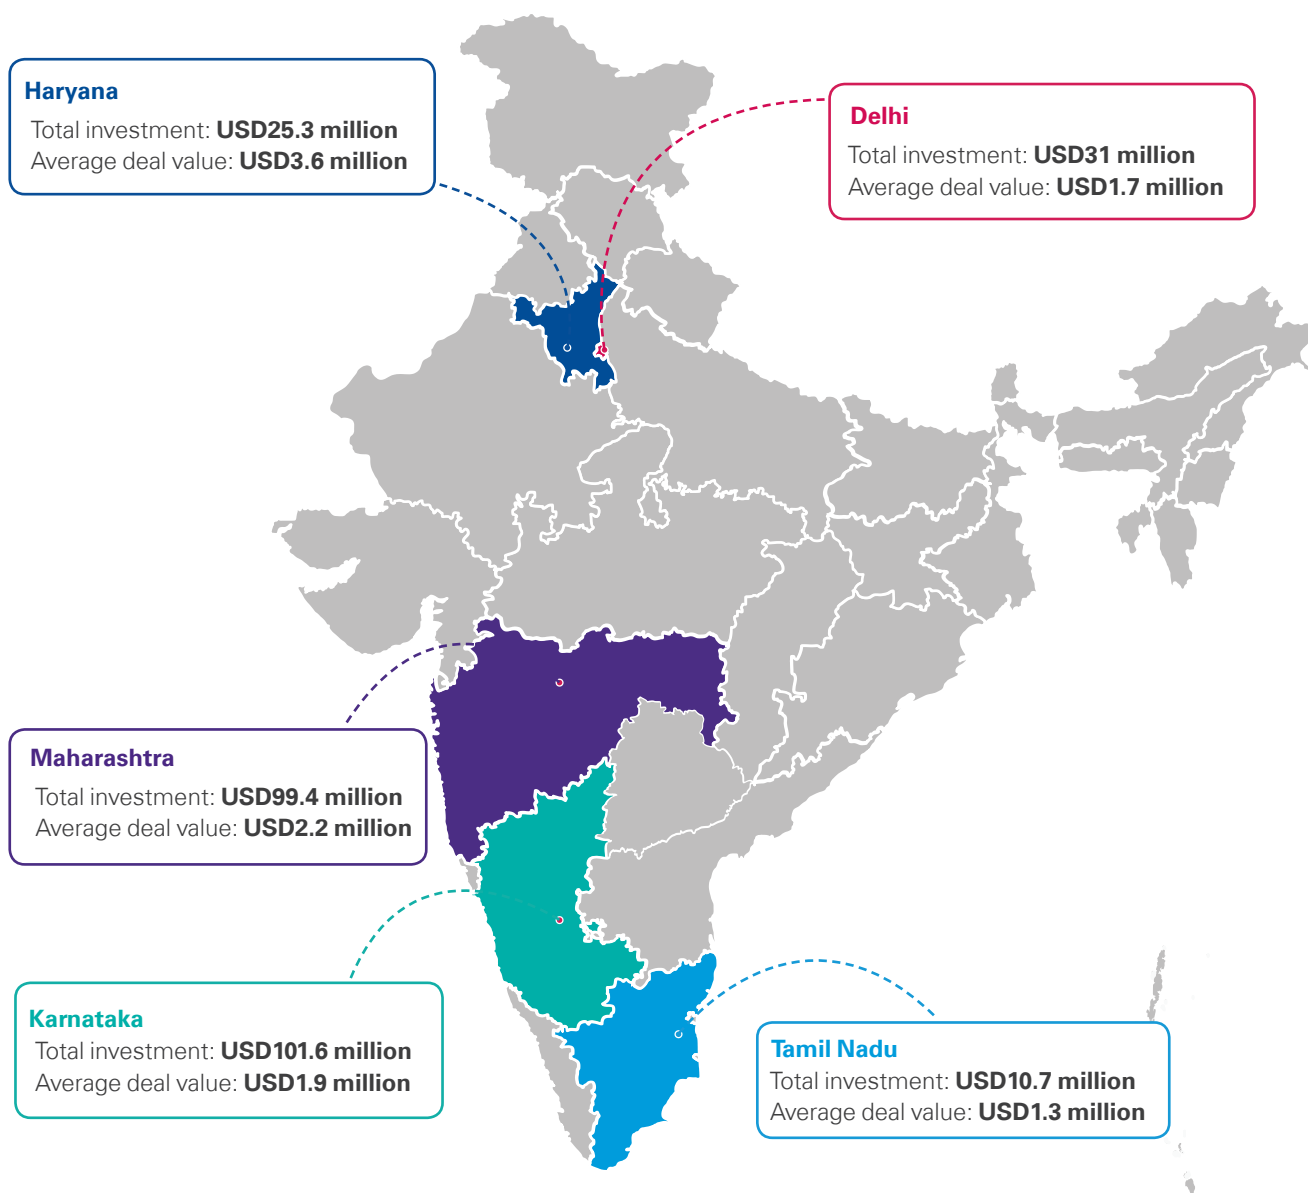 Haryana
Total investment: USD25.3 million
Average deal value: USD3.6 million
Delhi
Total investment: USD31 million
Average deal value: USD1.7 million
Maharashtra
Total investment: USD99.4 million
Average deal value: USD2.2 million
Karnataka
Total investment: USD101.6 million
Average deal value: USD1.9 million
Tamil Nadu
Total investment: USD10.7 million
Average deal value: USD1.3 million